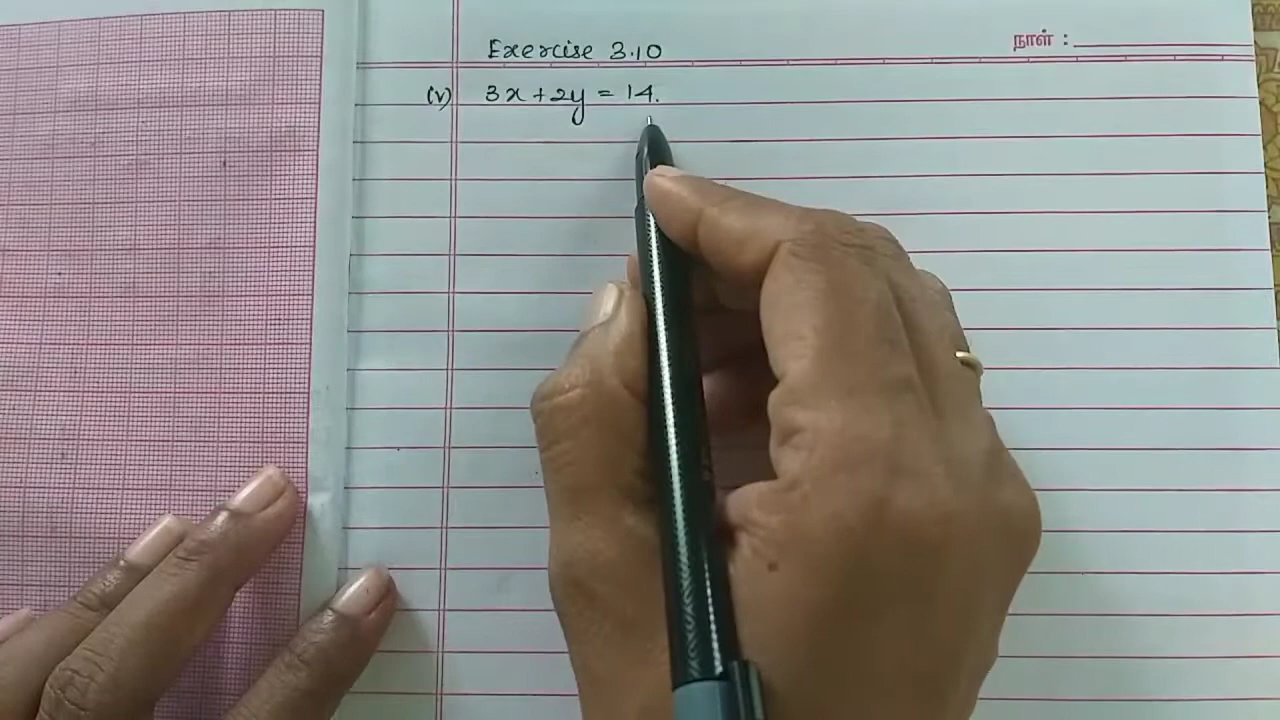 Exercise 3.10
நாள் :
(v) 3x + 2y = 14.